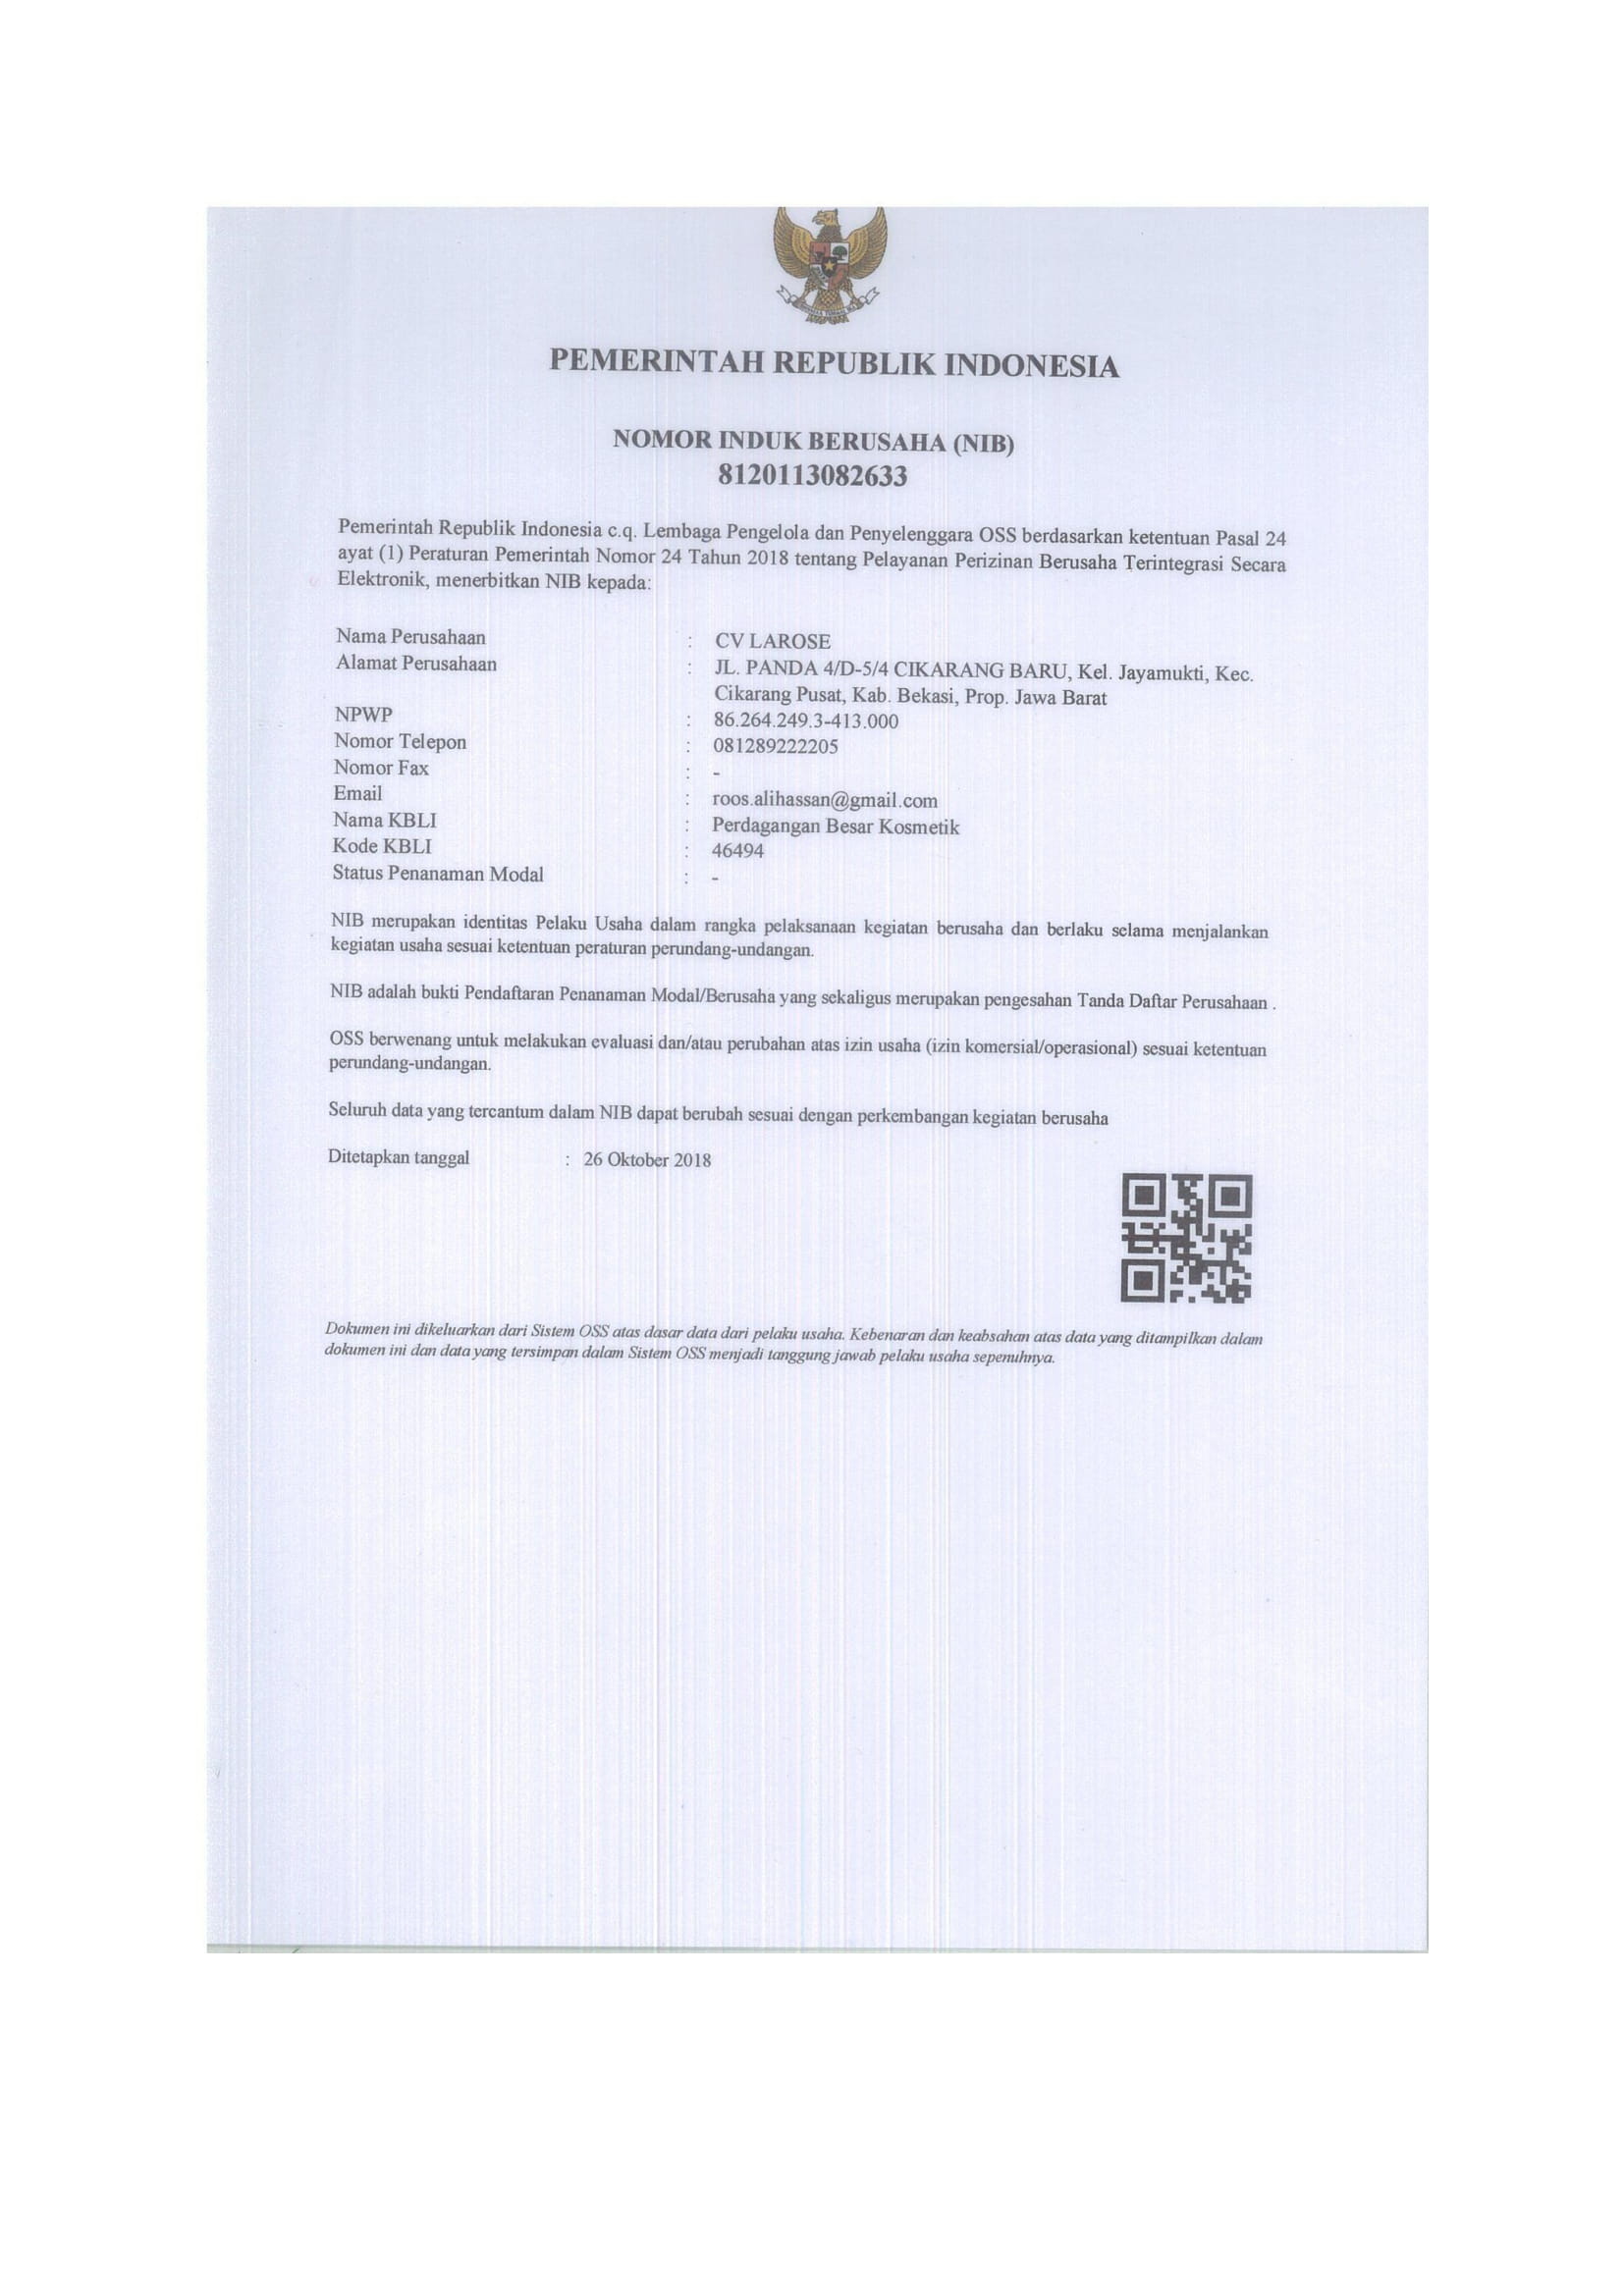 PEMERINTAH REPUBLIK INDONESIA
NOMOR INDUK BERUSAHA (NIB)
8120113082633
Pemerintah Republik Indonesia c.q. Lembaga Pengelola dan Penyelenggara OSS berdasarkan ketentuan Pasal 24
ayat (1) Peraturan Pemerintah Nomor 24 Tahun 2018 tentang Pelayanan Perizinan Berusaha Terintegrasi Secara
Elektronik, menerbitkan NIB kepada:
Nama Perusahaan : CV LAROSE
Alamat Perusahaan : JL. PANDA 4/D-5/4 CIKARANG BARU, Kel. Jayamukti, Kec.
Cikarang Pusat, Kab. Bekasi, Prop. Jawa Barat
NPWP : 86.264.249.3-413.000
Nomor Telepon : 081289222205
Nomor Fax : -
Email : roos.alihassan@gmail.com
Nama KBLI : Perdagangan Besar Kosmetik
Kode KBLI : 46494
Status Penanaman Modal : -
NIB merupakan identitas Pelaku Usaha dalam rangka pelaksanaan kegiatan berusaha dan berlaku selama menjalankan
kegiatan usaha sesuai ketentuan peraturan perundang-undangan.
NIB adalah bukti Pendaftaran Penanaman Modal/Berusaha yang sekaligus merupakan pengesahan Tanda Daftar Perusahaan .
OSS berwenang untuk melakukan evaluasi dan/atau perubahan atas izin usaha (izin komersial/operasional) sesuai ketentuan
perundang-undangan.
Seluruh data yang tercantum dalam NIB dapat berubah sesuai dengan perkembangan kegiatan berusaha
Ditetapkan tanggal : 26 Oktober 2018
Dokumen ini dikeluarkan dari Sistem OSS atas dasar data dari pelaku usaha. Kebenaran dan keabsahan atas data yang ditampilkan dalam
dokumen ini dan data yang tersimpan dalam Sistem OSS menjadi tanggung jawab pelaku usaha sepenuhnya.